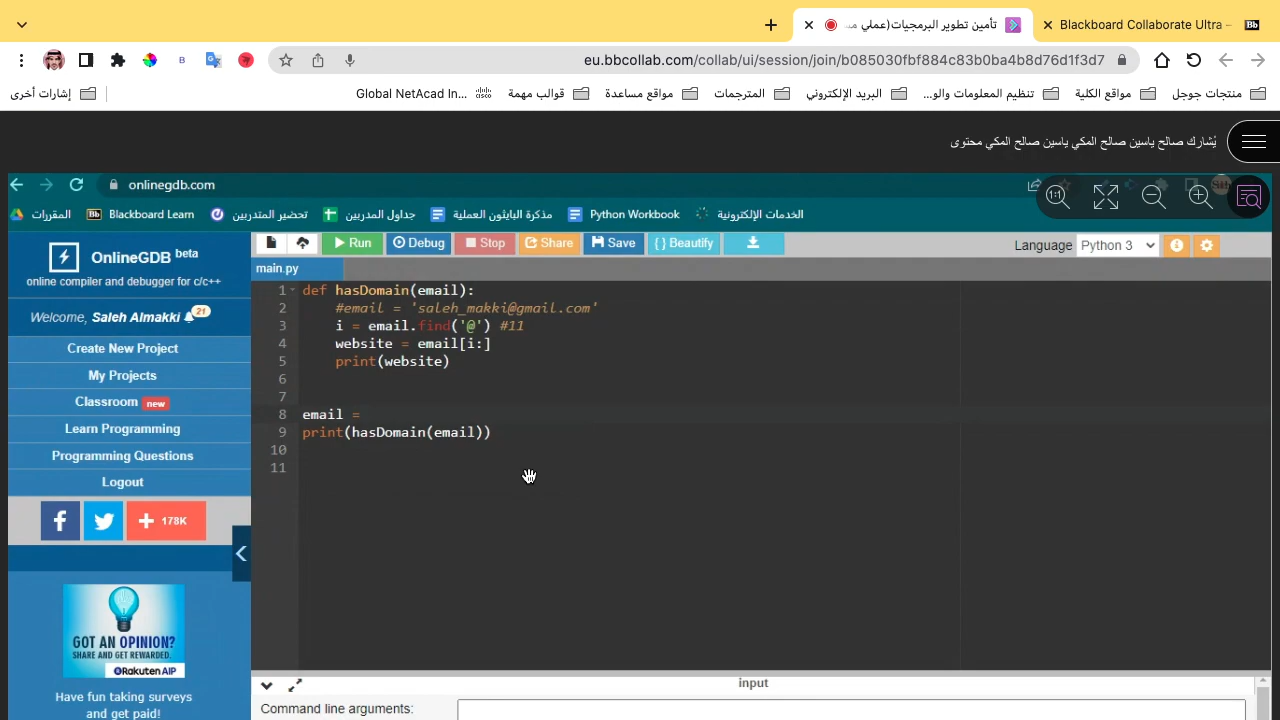 تأمين تطوير البرمجيات(عملي مـ
Blackboard Collaborate Ultra –
eu.bbcollab.com/collab/ui/session/join/b085030fbf884c83b0ba4b8d76d1f3d7
منتجات جوجل
مواقع الكلية
تنظيم المعلومات والو...
البريد الإلكتروني
المترجمات
مواقع مساعدة
قوالب مهمة
Global NetAcad In...
إشارات أخرى
يُشارك صالح ياسين صالح المكي ياسين صالح المكي محتوى
onlinegdb.com
المقررات
Blackboard Learn
تحضير المتدربين
جداول المدربين
مذكرة البايثون العملية
Python Workbook
الخدمات الإلكترونية
1:1
OnlineGDB beta
online compiler and debugger for c/c++
Welcome, Saleh Almakki 21
Create New Project
My Projects
Classroom new
Learn Programming
Programming Questions
Logout
178K
GOT AN OPINION?
SHARE AND GET REWARDED.
Rakuten AIP
Have fun taking surveys
and get paid!
Run
Debug
Stop
Share
Save
{ } Beautify
Language Python 3
main.py
1 def hasDomain(email):
2 #email = 'saleh_makki@gmail.com'
3 i = email.find('@') #11
4 website = email[i:]
5 print(website)
6
7
8 email =
9 print(hasDomain(email))
10
11
input
Command line arguments: